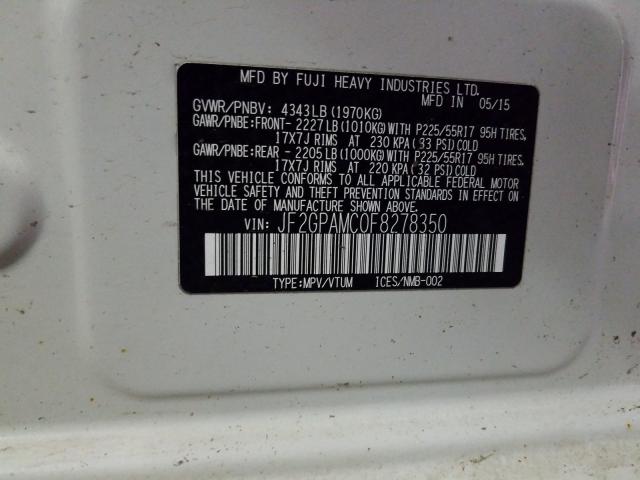 MFD BY FUJI HEAVY INDUSTRIES LTD.
MFD IN 05/15
GVWR/PNBV: 4343LB (1970KG)
GAWR/PNBE:FRONT- 2227LB (1010KG) WITH P225/55R17 95H TIRES,
17X7J RIMS AT 230 KPA (33 PSI) COLD
GAWR/PNBE:REAR - 2205LB (1000KG) WITH P225/55R17 95H TIRES,
17X7J RIMS AT 220 KPA (32 PSI) COLD
THIS VEHICLE CONFORMS TO ALL APPLICABLE FEDERAL MOTOR
VEHICLE SAFETY AND THEFT PREVENTION STANDARDS IN EFFECT ON
THE DATE OF MANUFACTURE SHOWN ABOVE.
VIN: JF2GPAMC0F8278350
TYPE:MPV/VTUM ICES/NMB-002